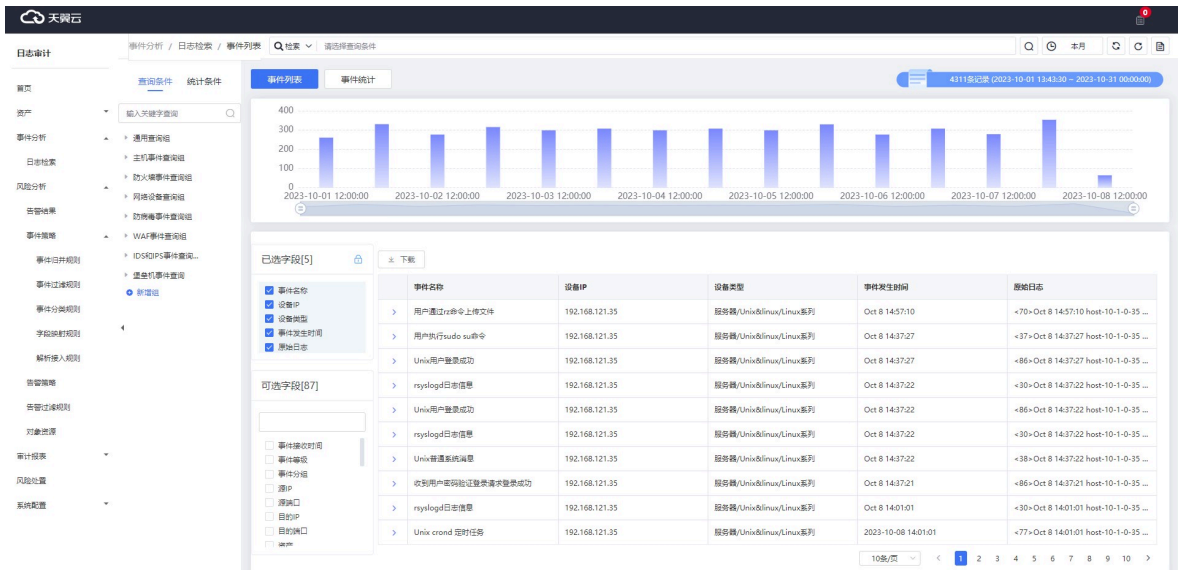 天翼云
0
日志审计
首页
资产
事件分析
日志检索
风险分析
告警结果
事件策略
事件归并规则
事件过滤规则
事件分类规则
字段映射规则
解析接入规则
告警策略
告警过滤规则
对象资源
审计报表
风险处置
系统配置
事件分析 / 日志检索 / 事件列表
检索 请选择查询条件
本月
查询条件 统计条件
输入关键字查询
通用查询组
主机事件查询组
防火墙事件查询组
网络设备查询组
防病毒事件查询组
WAF事件查询组
IDS和IPS事件查询...
堡垒机事件查询
新增组
事件列表 事件统计
4311条记录 (2023-10-01 13:43:30 ~ 2023-10-31 00:00:00)
400
300
200
100
0
2023-10-01 12:00:00 2023-10-02 12:00:00 2023-10-03 12:00:00 2023-10-04 12:00:00 2023-10-05 12:00:00 2023-10-06 12:00:00 2023-10-07 12:00:00 2023-10-08 12:00:00
已选字段[5]
事件名称
设备IP
设备类型
事件发生时间
原始日志
可选字段[87]
事件接收时间
事件等级
事件分组
源IP
源端口
目的IP
目的端口
资产
下载
事件名称 设备IP 设备类型 事件发生时间 原始日志
用户通过rz命令上传文件 192.168.121.35 服务器/Unix&linux/Linux系列 Oct 8 14:57:10 <70>Oct 8 14:57:10 host-10-1-0-35 ...
用户执行sudo su命令 192.168.121.35 服务器/Unix&linux/Linux系列 Oct 8 14:37:27 <37>Oct 8 14:37:27 host-10-1-0-35 ...
Unix用户登录成功 192.168.121.35 服务器/Unix&linux/Linux系列 Oct 8 14:37:27 <86>Oct 8 14:37:27 host-10-1-0-35 ...
rsyslogd日志信息 192.168.121.35 服务器/Unix&linux/Linux系列 Oct 8 14:37:22 <30>Oct 8 14:37:22 host-10-1-0-35 ...
Unix用户登录成功 192.168.121.35 服务器/Unix&linux/Linux系列 Oct 8 14:37:22 <86>Oct 8 14:37:22 host-10-1-0-35 ...
rsyslogd日志信息 192.168.121.35 服务器/Unix&linux/Linux系列 Oct 8 14:37:22 <30>Oct 8 14:37:22 host-10-1-0-35 ...
Unix普通系统消息 192.168.121.35 服务器/Unix&linux/Linux系列 Oct 8 14:37:22 <38>Oct 8 14:37:22 host-10-1-0-35 ...
收到用户密码验证登录请求登录成功 192.168.121.35 服务器/Unix&linux/Linux系列 Oct 8 14:37:21 <86>Oct 8 14:37:21 host-10-1-0-35 ...
rsyslogd日志信息 192.168.121.35 服务器/Unix&linux/Linux系列 Oct 8 14:01:01 <30>Oct 8 14:01:01 host-10-1-0-35 ...
Unix crond 定时任务 192.168.121.35 服务器/Unix&linux/Linux系列 2023-10-08 14:01:01 <77>Oct 8 14:01:01 host-10-1-0-35 ...
10条/页 1 2 3 4 5 6 7 8 9 10